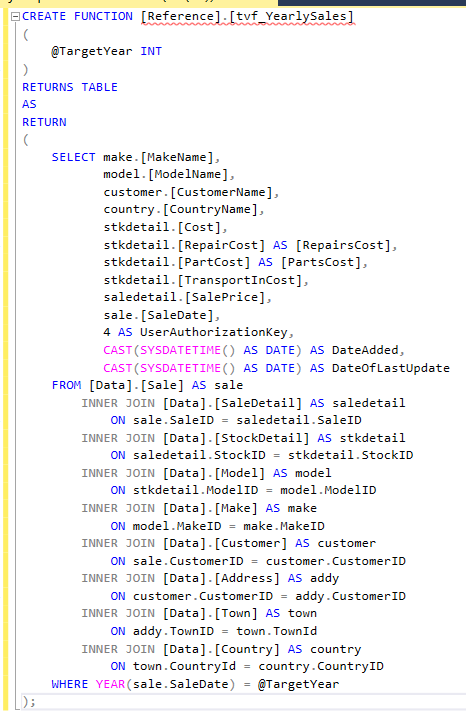 CREATE FUNCTION [Reference].[tvf_YearlySales]
(
@TargetYear INT
)
RETURNS TABLE
AS
RETURN
(
SELECT make.[MakeName],
model.[ModelName],
customer.[CustomerName],
country.[CountryName],
stkdetail.[Cost],
stkdetail.[RepairCost] AS [RepairsCost],
stkdetail.[PartCost] AS [PartsCost],
stkdetail.[TransportInCost],
saledetail.[SalePrice],
sale.[SaleDate],
4 AS UserAuthorizationKey,
CAST(SYSDATETIME() AS DATE) AS DateAdded,
CAST(SYSDATETIME() AS DATE) AS DateOfLastUpdate
FROM [Data].[Sale] AS sale
INNER JOIN [Data].[SaleDetail] AS saledetail
ON sale.SaleID = saledetail.SaleID
INNER JOIN [Data].[StockDetail] AS stkdetail
ON saledetail.StockID = stkdetail.StockID
INNER JOIN [Data].[Model] AS model
ON stkdetail.ModelID = model.ModelID
INNER JOIN [Data].[Make] AS make
ON model.MakeID = make.MakeID
INNER JOIN [Data].[Customer] AS customer
ON sale.CustomerID = customer.CustomerID
INNER JOIN [Data].[Address] AS addy
ON customer.CustomerID = addy.CustomerID
INNER JOIN [Data].[Town] AS town
ON addy.TownID = town.TownId
INNER JOIN [Data].[Country] AS country
ON town.CountryId = country.CountryID
WHERE YEAR(sale.SaleDate) = @TargetYear
);